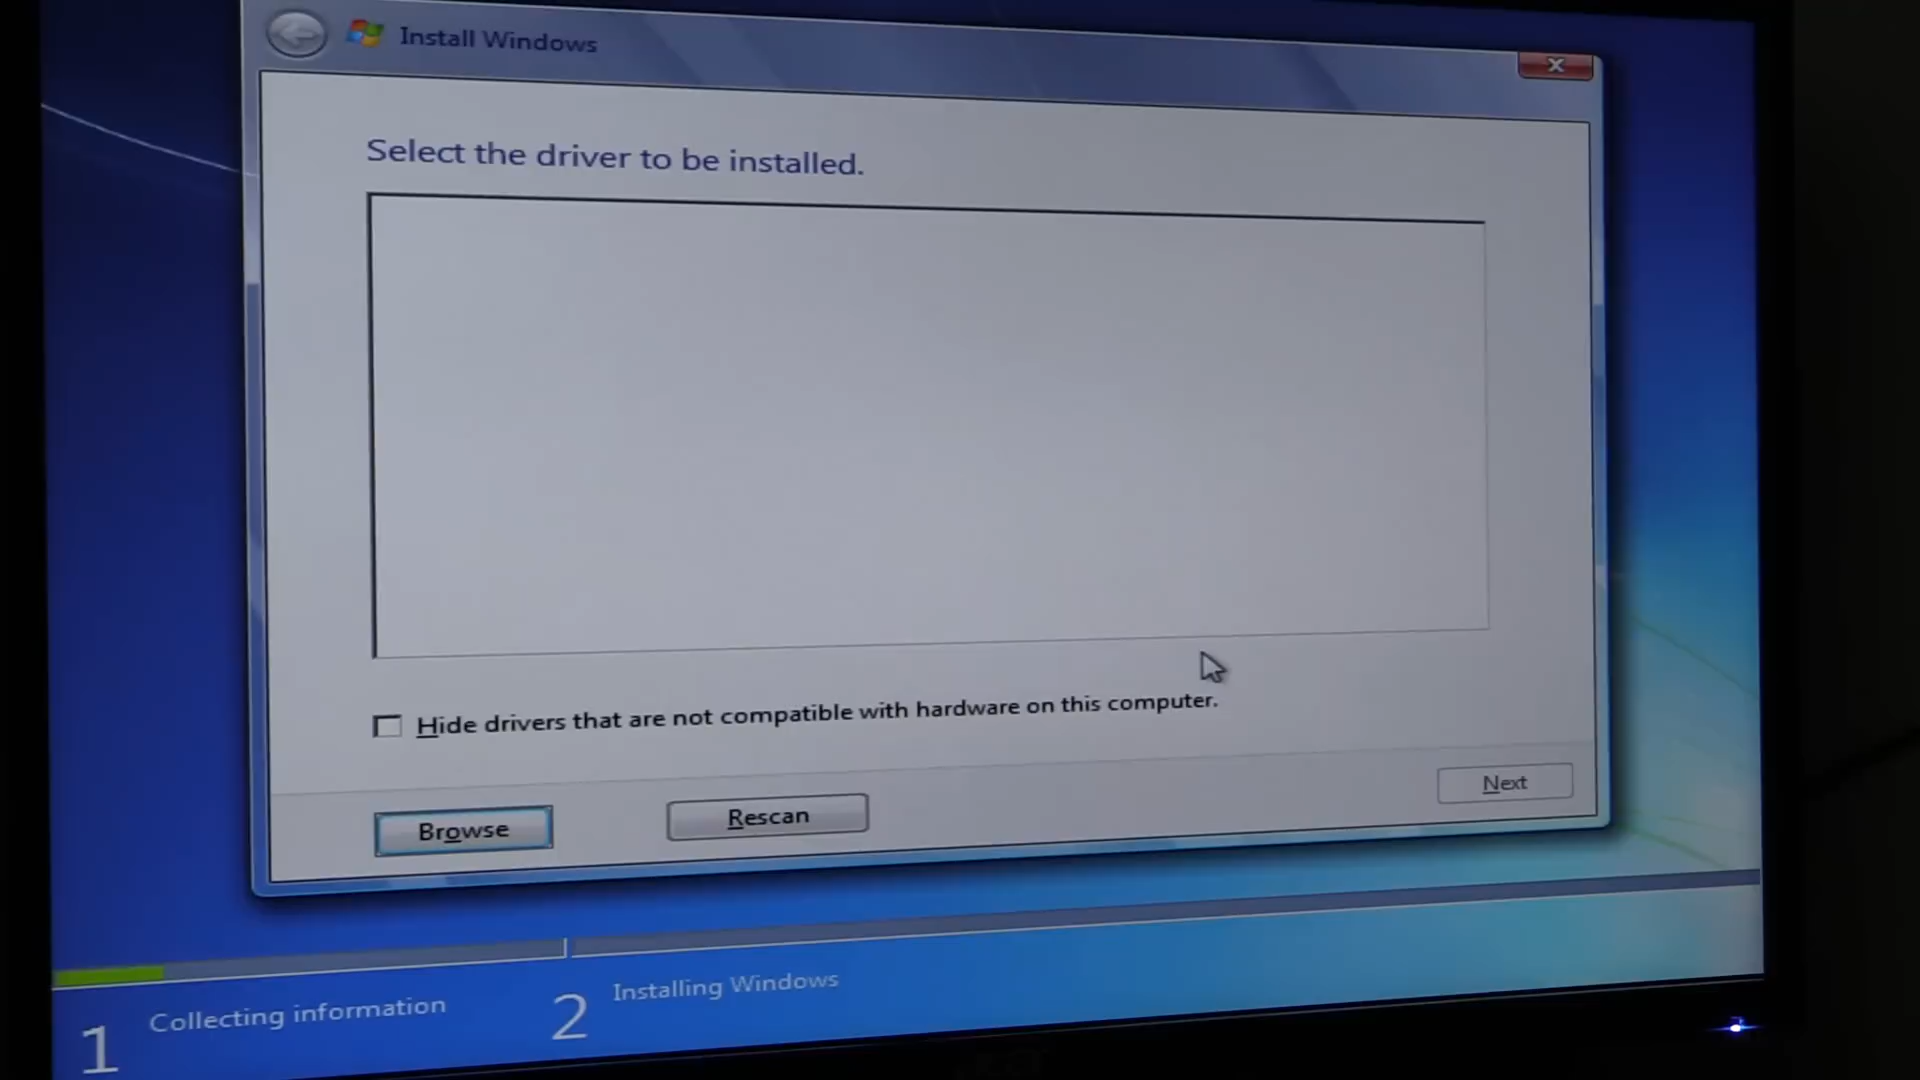 Install Windows
x
Select the driver to be installed.
Hide drivers that are not compatible with hardware on this computer.
Browse
Rescan
Next
1 Collecting information
2 Installing Windows
acer